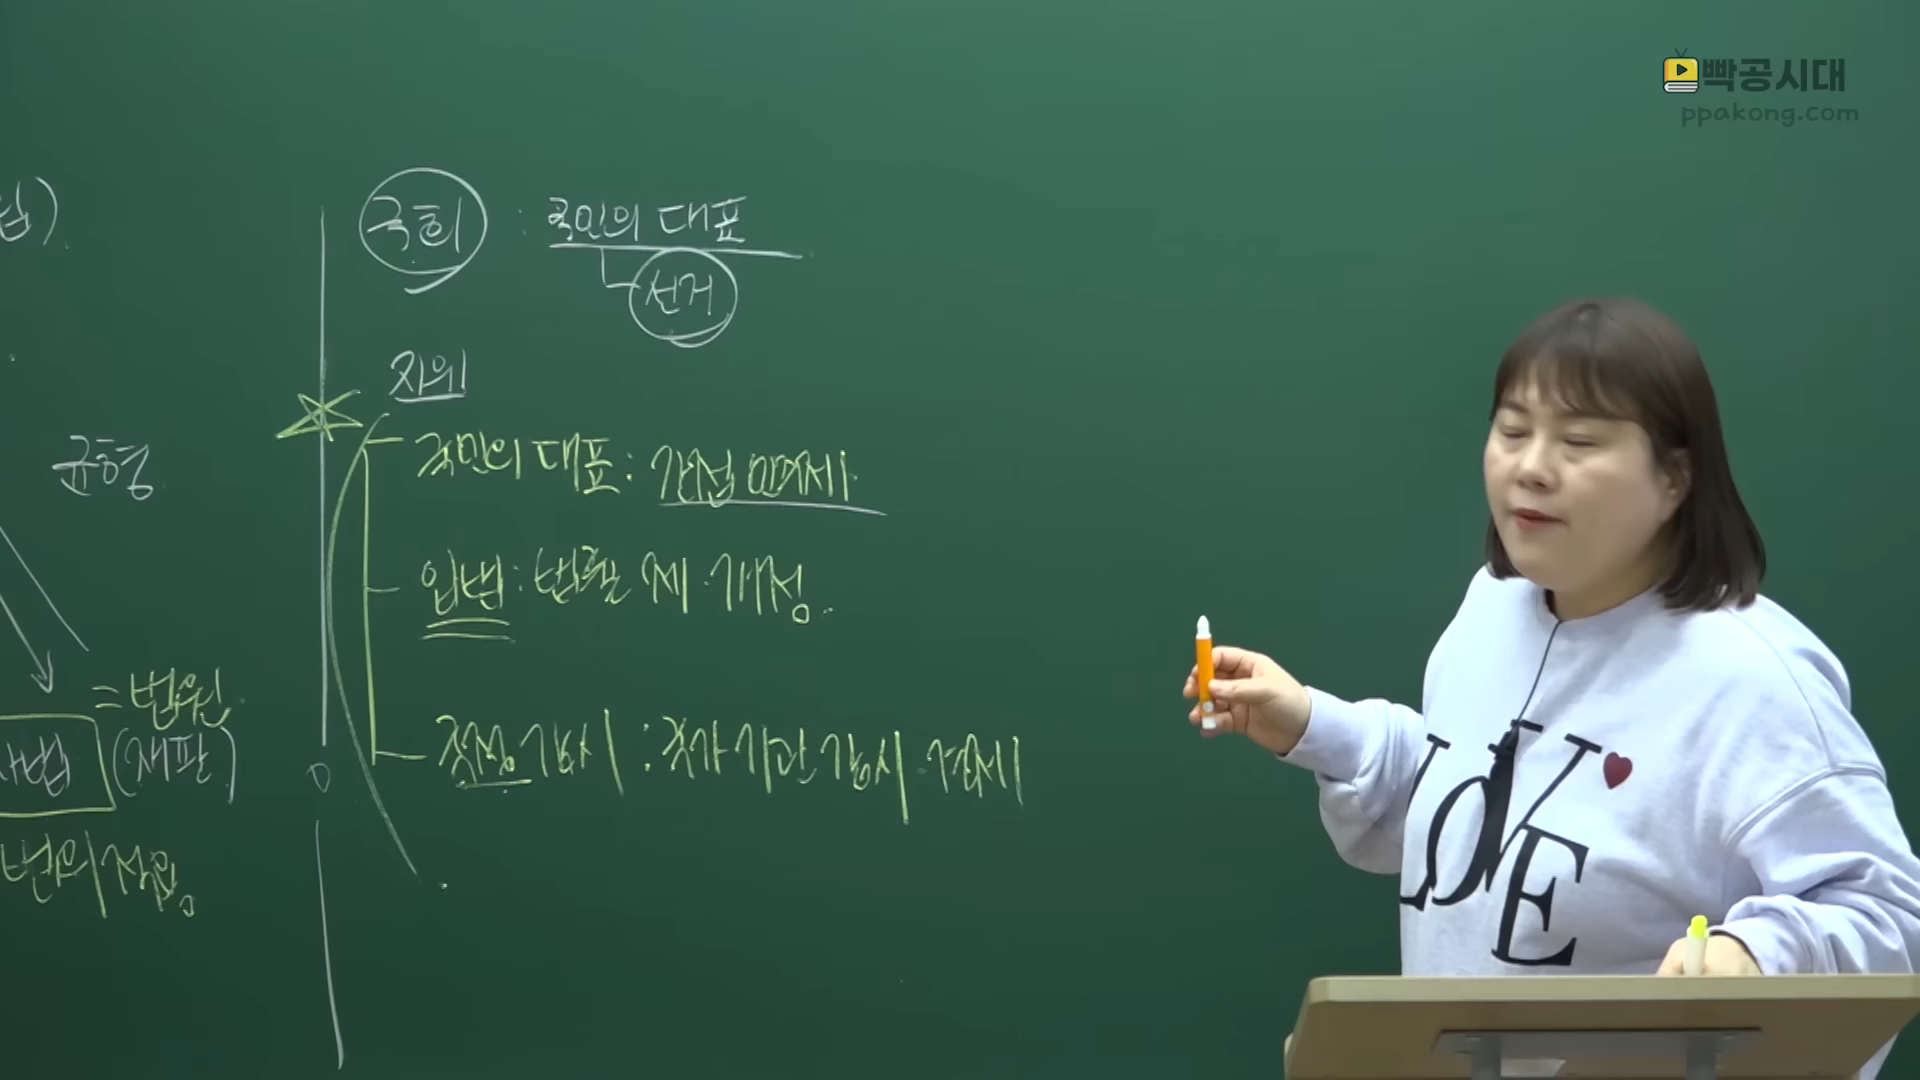 빡공시대
ppakong.com
법)
균형
= 법원
사법 (재판)
법의 적용
국회 : 국민의 대표
선거
지위
국민의 대표 : 간접 민주제
입법 : 법률 제·개정
국정 감시 : 국가기관 감시·견제
LOVE